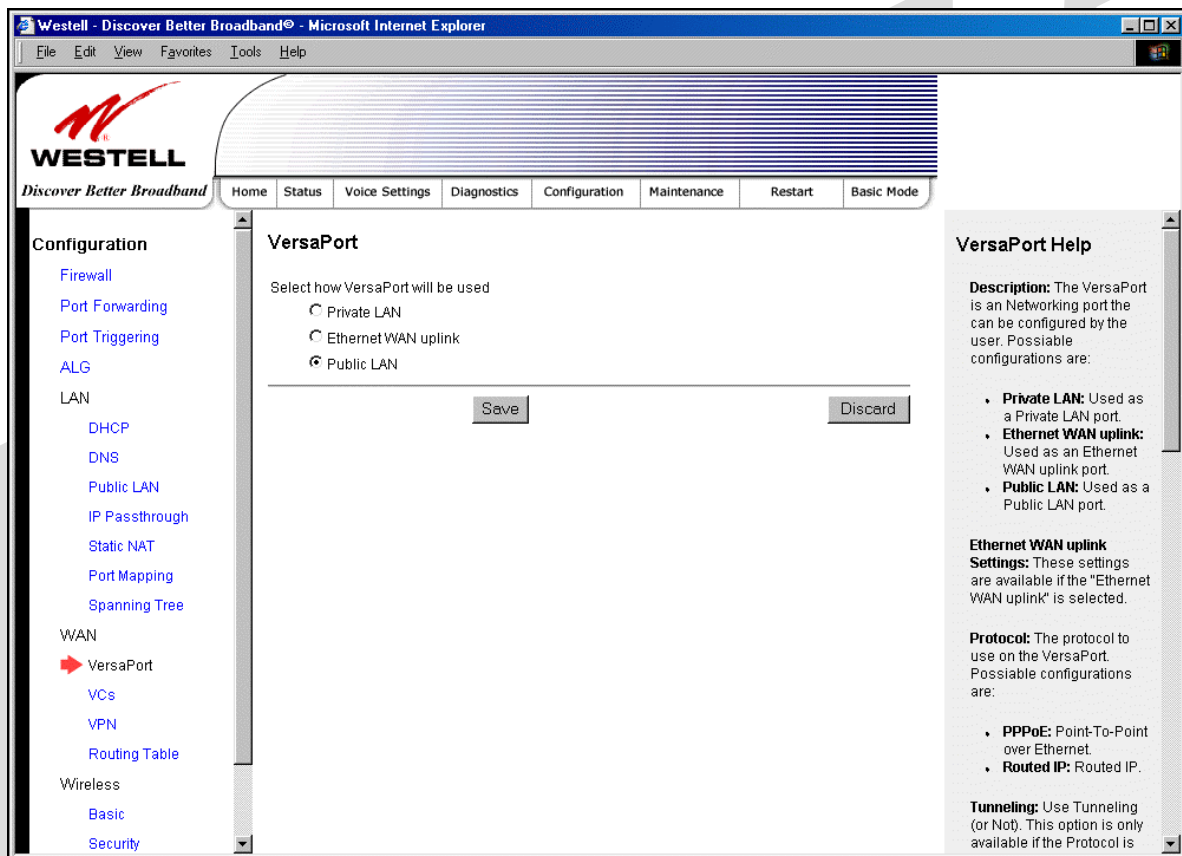 Westell - Discover Better Broadband® - Microsoft Internet Explorer
File Edit View Favorites Tools Help
WESTELL
®
Discover Better Broadband
Home Status Voice Settings Diagnostics Configuration Maintenance Restart Basic Mode
Configuration
Firewall
Port Forwarding
Port Triggering
ALG
LAN
DHCP
DNS
Public LAN
IP Passthrough
Static NAT
Port Mapping
Spanning Tree
WAN
VersaPort
VCs
VPN
Routing Table
Wireless
Basic
Security
VersaPort
Select how VersaPort will be used
Private LAN
Ethernet WAN uplink
Public LAN
Save Discard
VersaPort Help
Description: The VersaPort
is an Networking port the
can be configured by the
user. Possiable
configurations are:
• Private LAN: Used as
a Private LAN port.
• Ethernet WAN uplink:
Used as an Ethernet
WAN uplink port.
• Public LAN: Used as a
Public LAN port.
Ethernet WAN uplink
Settings: These settings
are available if the "Ethernet
WAN uplink" is selected.
Protocol: The protocol to
use on the VersaPort.
Possiable configurations
are:
• PPPoE: Point-To-Point
over Ethernet.
• Routed IP: Routed IP.
Tunneling: Use Tunneling
(or Not). This option is only
available if the Protocol is